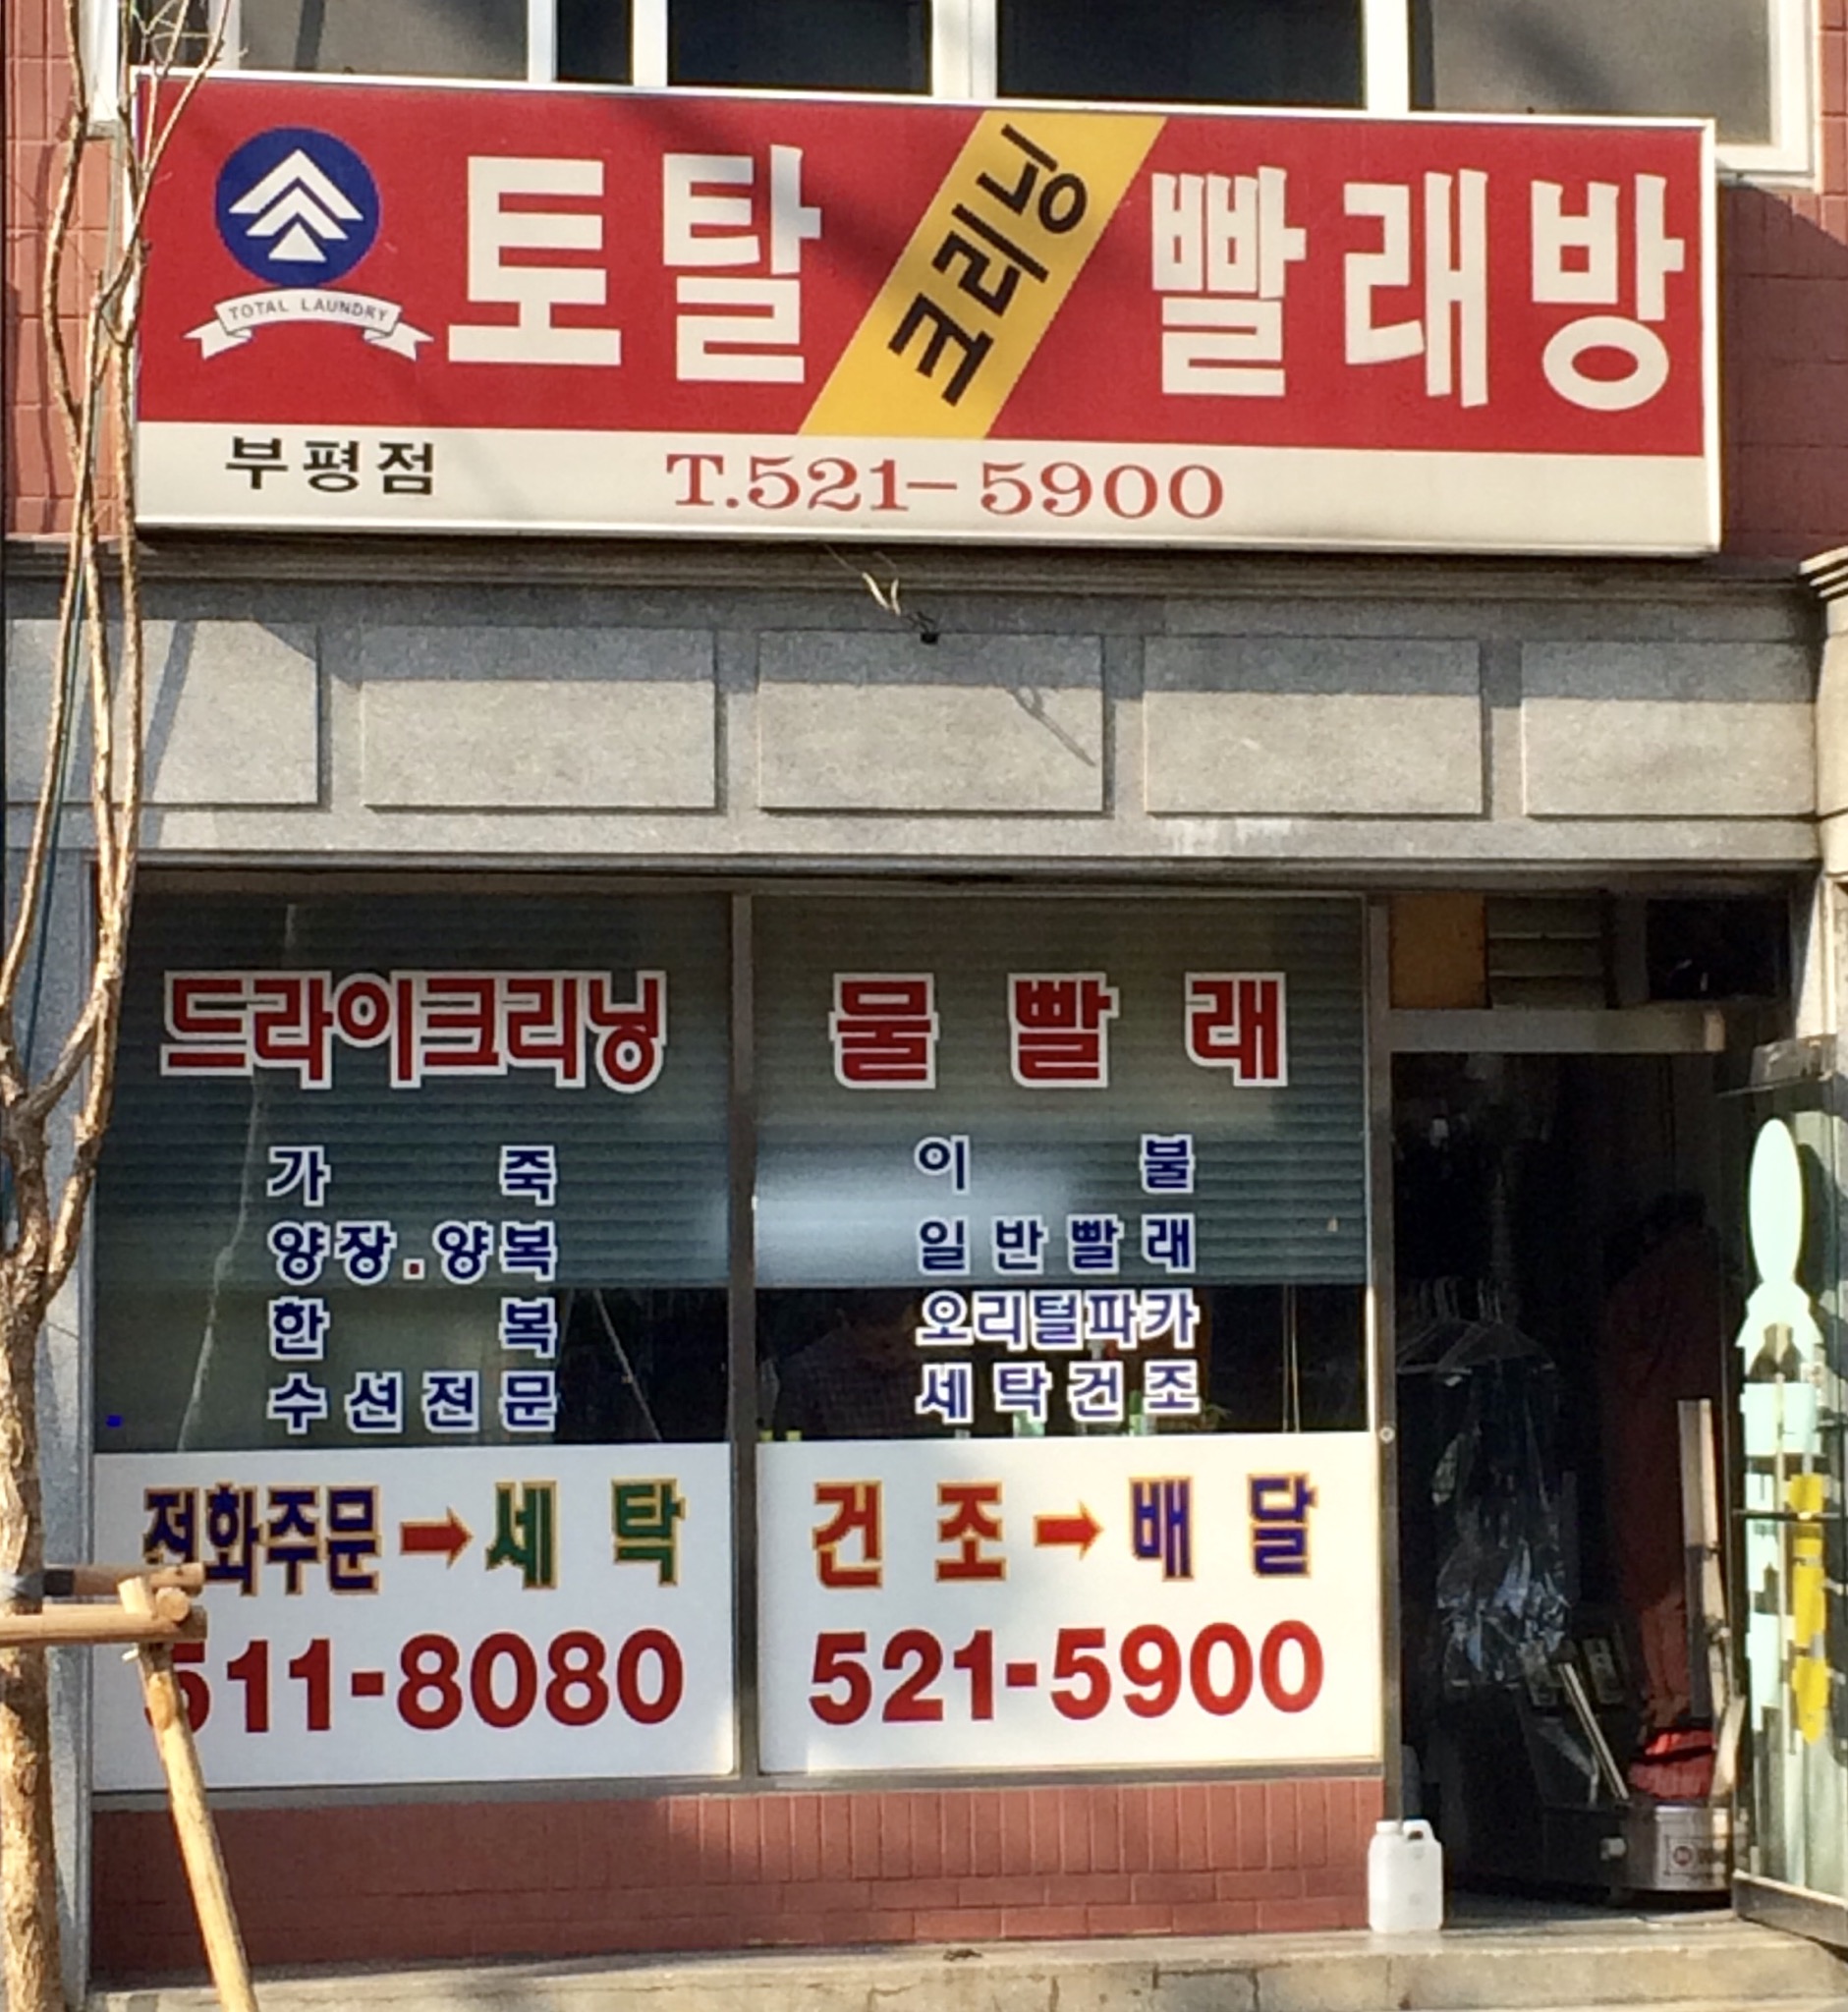 토탈 크리닝 빨래방
TOTAL LAUNDRY
부평점 T.521-5900
드라이크리닝
가 죽
양장.양복
한 복
수선전문
물빨래
이 불
일반빨래
오리털파카
세탁건조
전화주문→세탁
511-8080
건조→배달
521-5900